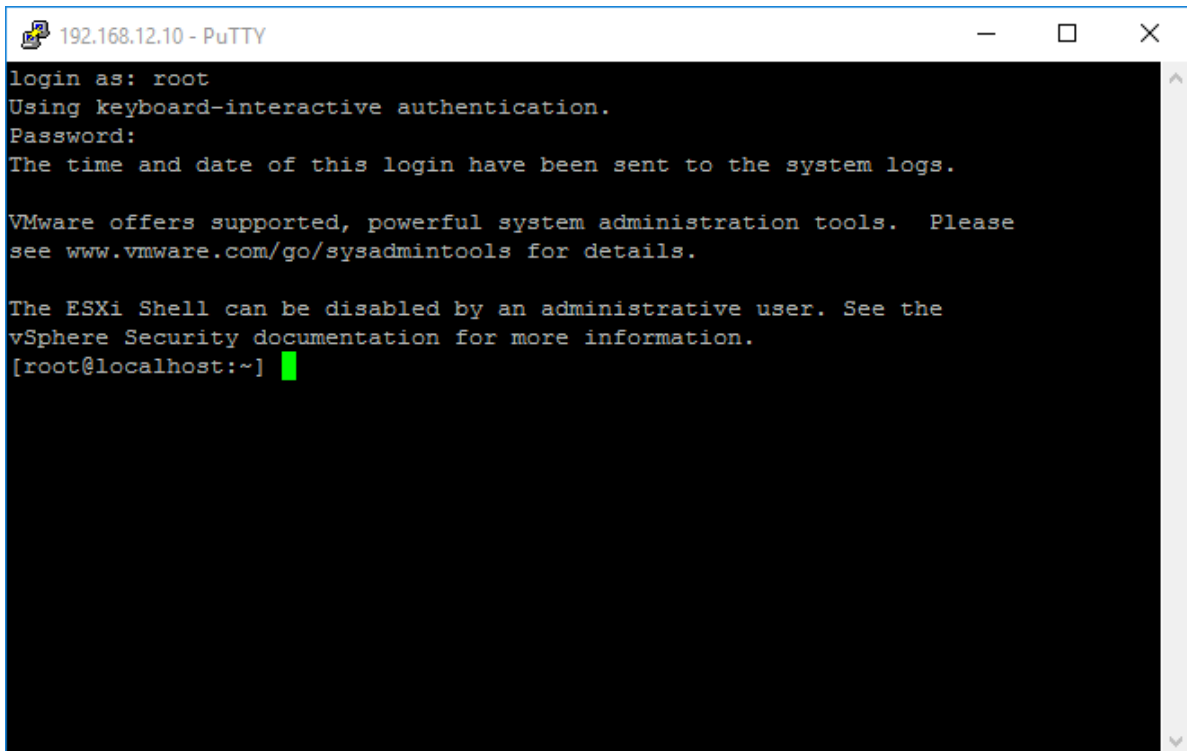 192.168.12.10 - PuTTY
login as: root
Using keyboard-interactive authentication.
Password:
The time and date of this login have been sent to the system logs.
VMware offers supported, powerful system administration tools.  Please
see www.vmware.com/go/sysadmintools for details.
The ESXi Shell can be disabled by an administrative user. See the
vSphere Security documentation for more information.
[root@localhost:~]